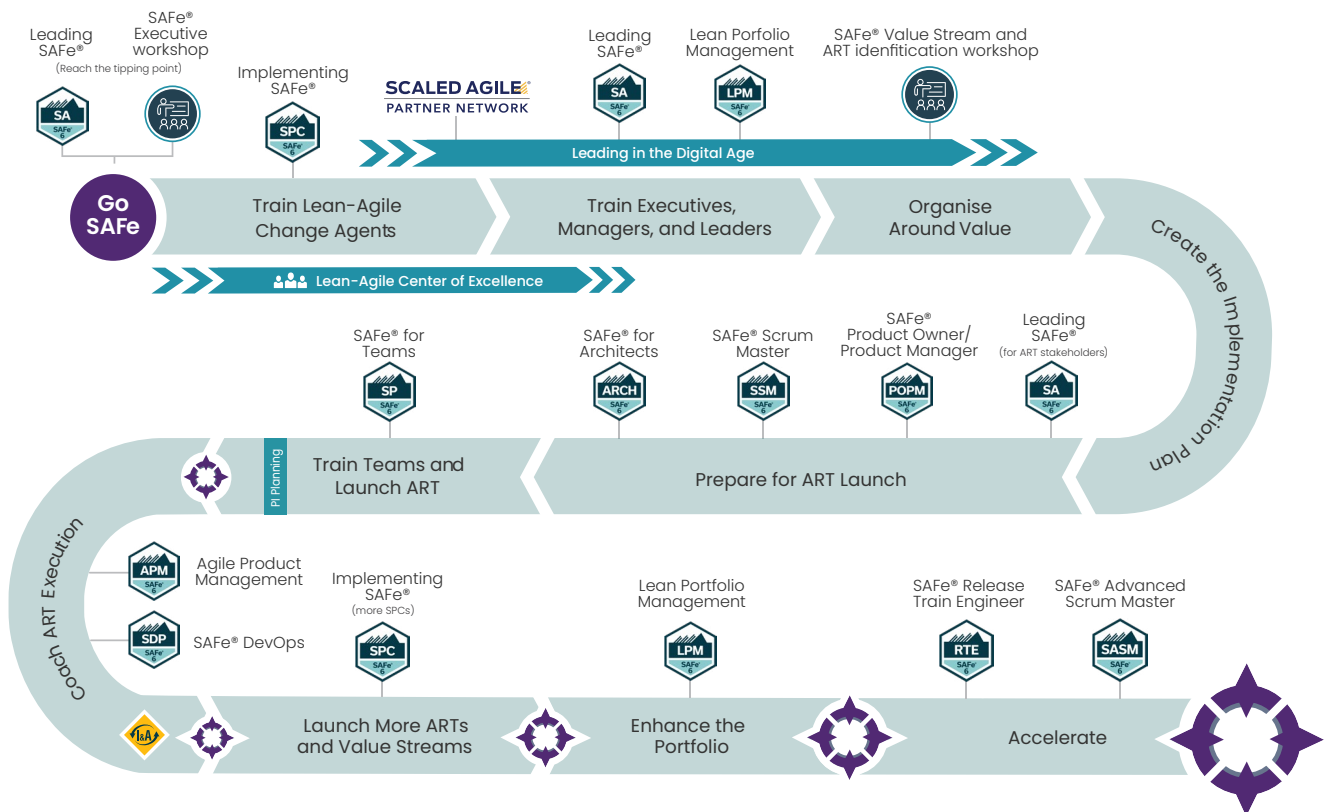 Leading
SAFe®
(Reach the tipping point)
SAFe®
Executive
workshop
Implementing
SAFe®
SCALED AGILE®
PARTNER NETWORK
Leading
SAFe®
Lean Porfolio
Management
SAFe® Value Stream and
ART idenfitication workshop
SA
SAFe®
6
SPC
SAFe®
6
SA
SAFe®
6
LPM
SAFe®
6
Leading in the Digital Age
Go
SAFe
Train Lean-Agile
Change Agents
Train Executives,
Managers, and Leaders
Organise
Around Value
Create the Implementation Plan
Lean-Agile Center of Excellence
SAFe® for
Teams
SAFe® for
Architects
SAFe® Scrum
Master
SAFe®
Product Owner/
Product Manager
Leading
SAFe®
(for ART stakeholders)
SP
SAFe®
6
ARCH
SAFe®
6
SSM
SAFe®
6
POPM
SAFe®
6
SA
SAFe®
6
PI Planning
Train Teams and
Launch ART
Prepare for ART Launch
Coach ART Execution
APM
SAFe®
6
Agile Product
Management
SDP
SAFe®
6
SAFe® DevOps
Implementing
SAFe®
(more SPCs)
SPC
SAFe®
6
Lean Portfolio
Management
LPM
SAFe®
6
SAFe® Release
Train Engineer
RTE
SAFe®
6
SAFe® Advanced
Scrum Master
SASM
SAFe®
6
I&A
Launch More ARTs
and Value Streams
Enhance the
Portfolio
Accelerate